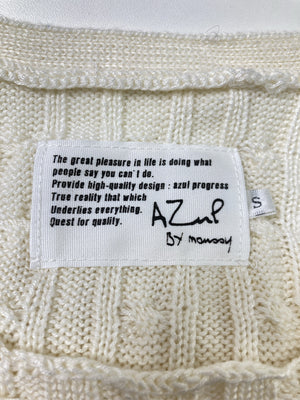 The great pleasure in life is doing what
people say you can't do.
Provide high-quality design : azul progress
True reality that which
Underlies everything.
Quest for quality.
AZUL
BY moussy
S